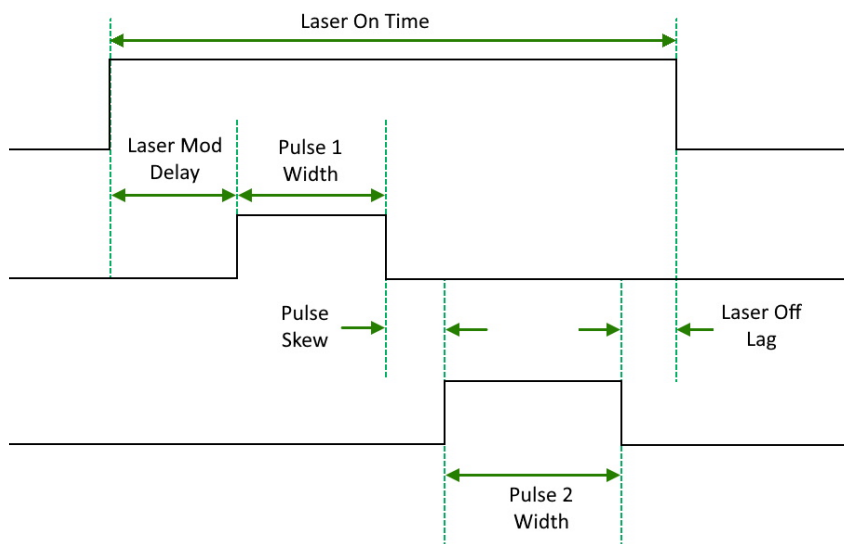 Laser On Time
Laser Mod
Delay
Pulse 1
Width
Pulse
Skew
Laser Off
Lag
Pulse 2
Width